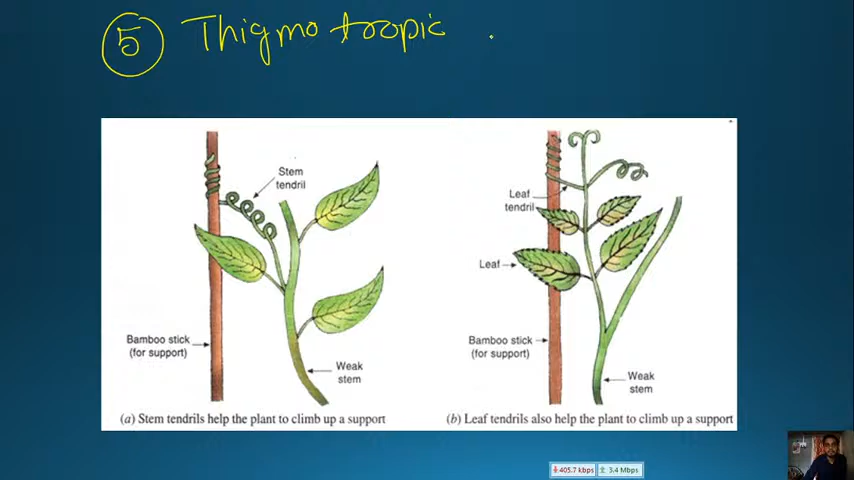 5 Thigmo tropic
Stem
tendril
Bamboo stick
(for support)
Weak
stem
(a) Stem tendrils help the plant to climb up a support
Leaf
tendril
Leaf
Bamboo stick
(for support)
Weak
stem
(b) Leaf tendrils also help the plant to climb up a support
405.7 kbps 3.4 Mbps